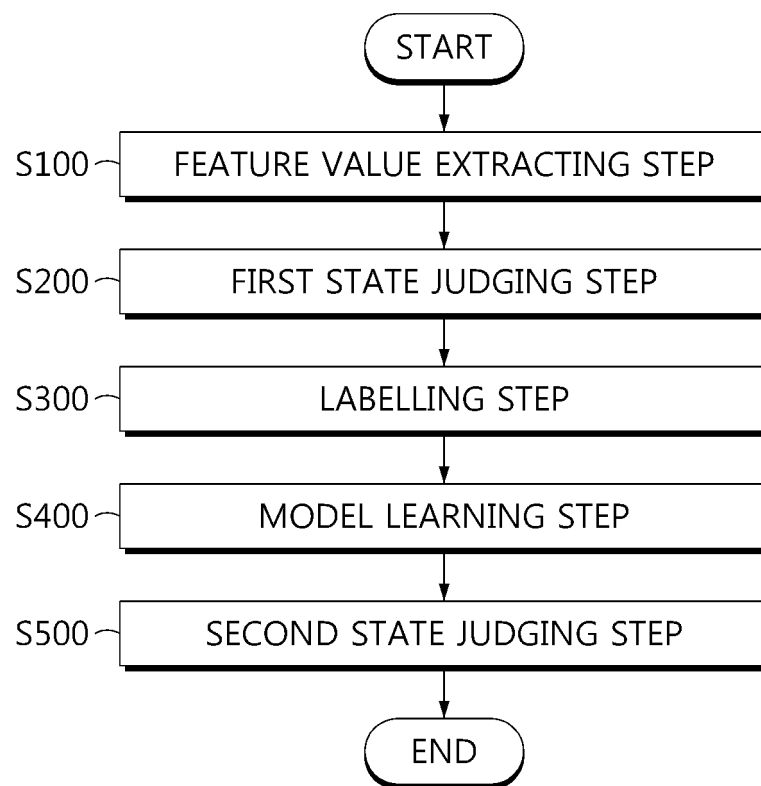 START
S100 FEATURE VALUE EXTRACTING STEP
S200 FIRST STATE JUDGING STEP
S300 LABELLING STEP
S400 MODEL LEARNING STEP
S500 SECOND STATE JUDGING STEP
END